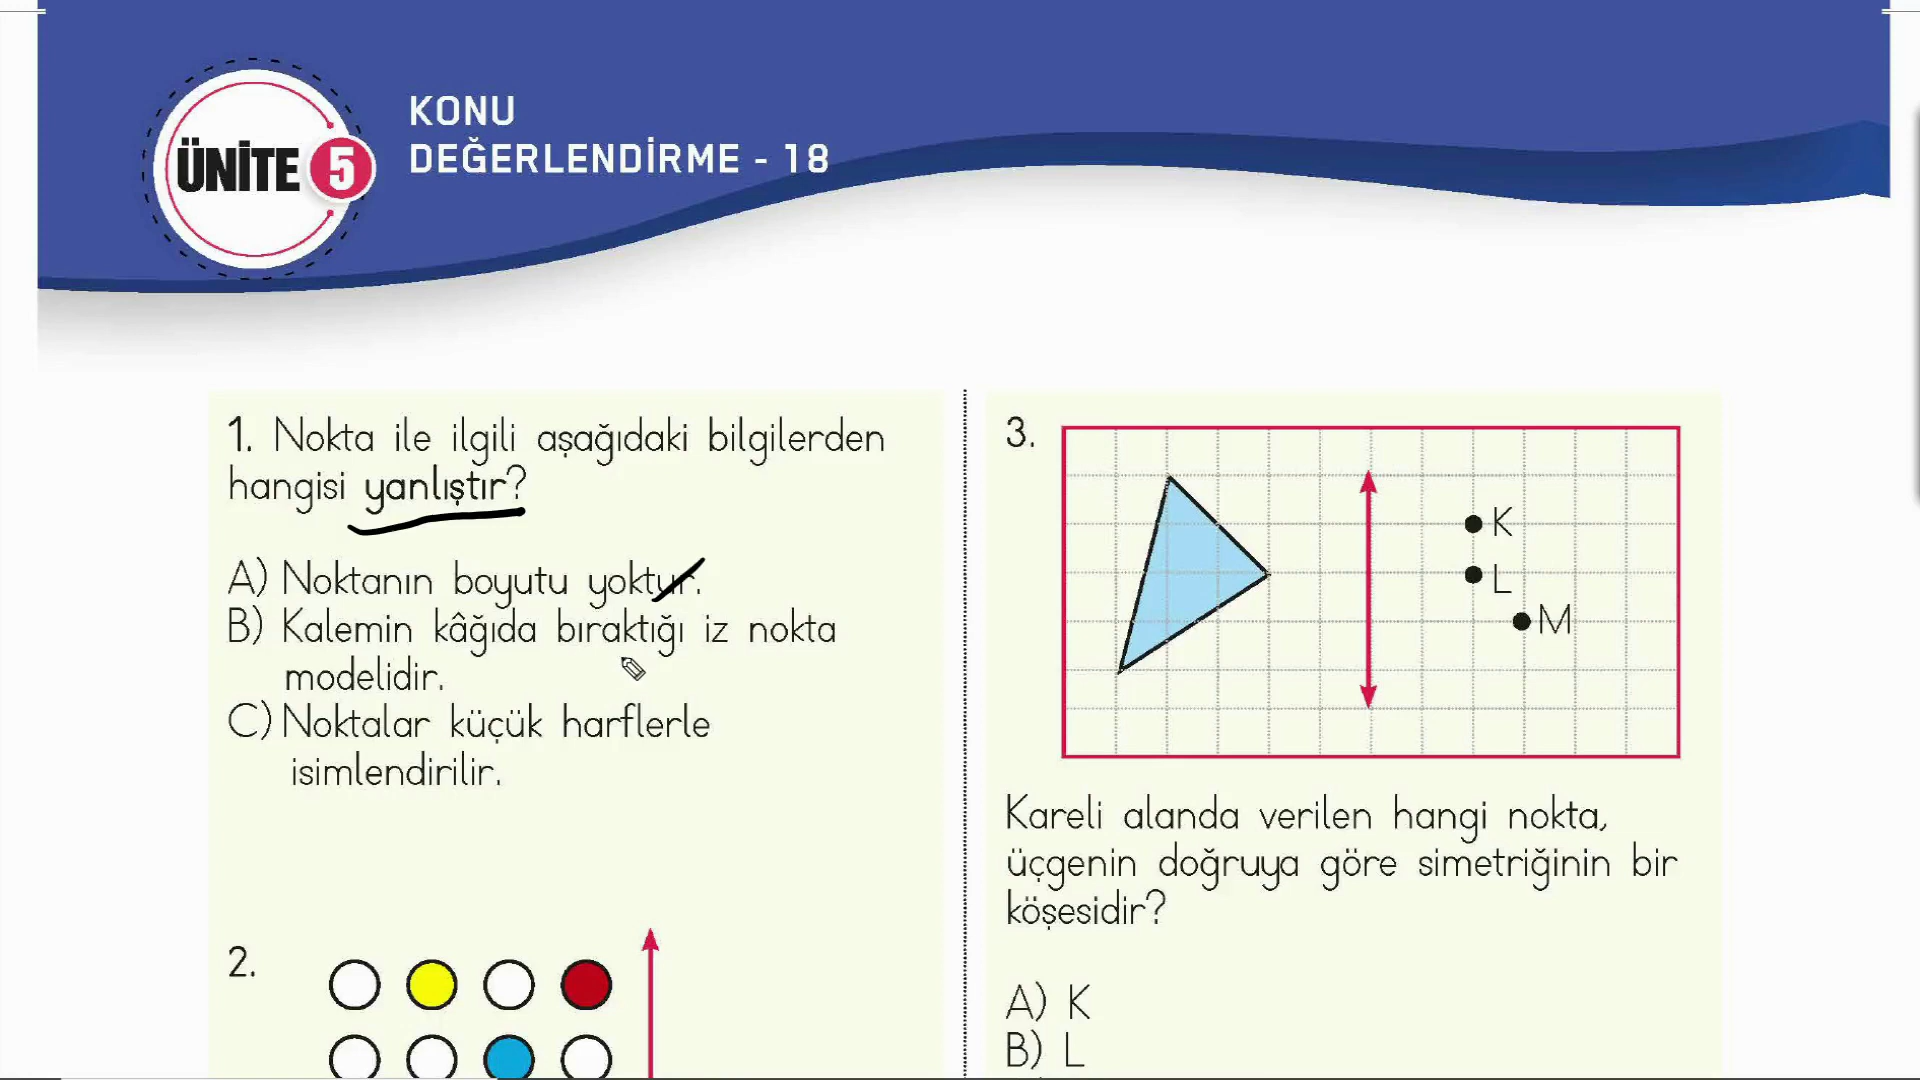 ÜNİTE 5
KONU
DEĞERLENDİRME - 18
1. Nokta ile ilgili aşağıdaki bilgilerden
hangisi yanlıştır?
A) Noktanın boyutu yoktur.
B) Kalemin kâğıda bıraktığı iz nokta
modelidir.
C) Noktalar küçük harflerle
isimlendirilir.
2.
3.
K
L
M
Kareli alanda verilen hangi nokta,
üçgenin doğruya göre simetriğinin bir
köşesidir?
A) K
B) L